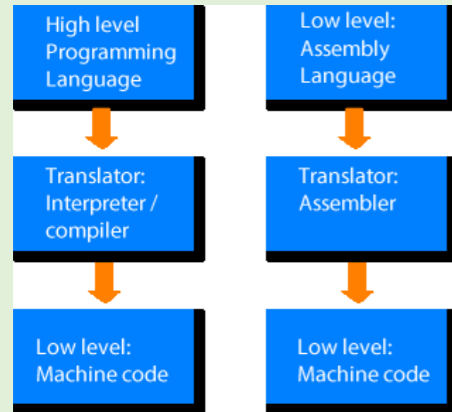 High level
Programming
Language
Low level:
Assembly
Language
Translator:
Interpreter /
compiler
Translator:
Assembler
Low level:
Machine code
Low level:
Machine code